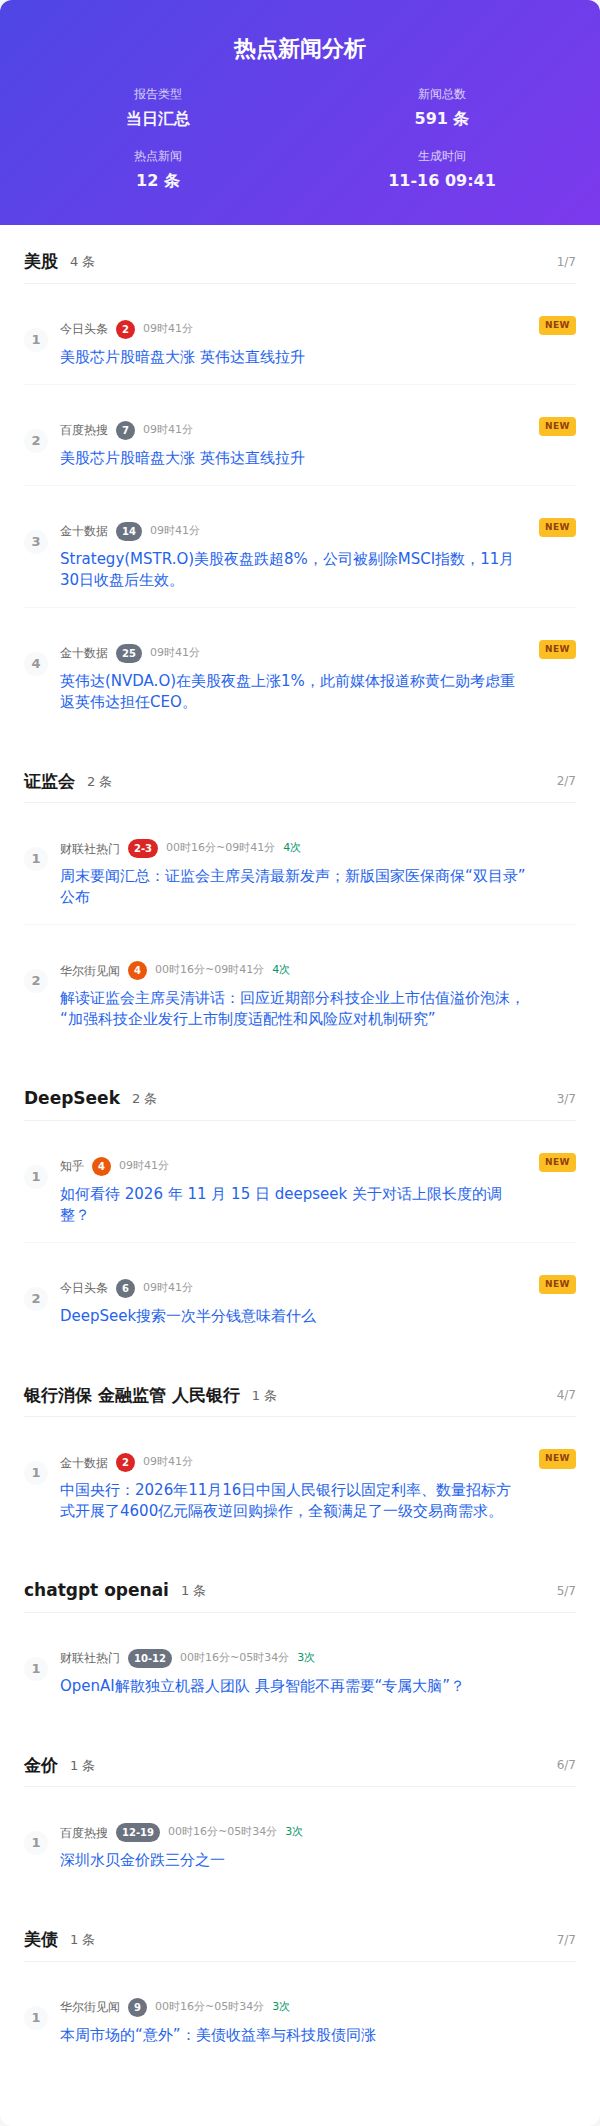 热点新闻分析
报告类型
新闻总数
当日汇总
591 条
热点新闻
生成时间
12 条
11-16 09:41
美股 4 条 1/7
1 今日头条 2 09时41分 NEW
美股芯片股暗盘大涨 英伟达直线拉升
2 百度热搜 7 09时41分 NEW
美股芯片股暗盘大涨 英伟达直线拉升
3 金十数据 14 09时41分 NEW
Strategy(MSTR.O)美股夜盘跌超8%，公司被剔除MSCI指数，11月
30日收盘后生效。
4 金十数据 25 09时41分 NEW
英伟达(NVDA.O)在美股夜盘上涨1%，此前媒体报道称黄仁勋考虑重
返英伟达担任CEO。
证监会 2 条 2/7
1 财联社热门 2-3 00时16分~09时41分 4次
周末要闻汇总：证监会主席吴清最新发声；新版国家医保商保“双目录”
公布
2 华尔街见闻 4 00时16分~09时41分 4次
解读证监会主席吴清讲话：回应近期部分科技企业上市估值溢价泡沫，
“加强科技企业发行上市制度适配性和风险应对机制研究”
DeepSeek 2 条 3/7
1 知乎 4 09时41分 NEW
如何看待 2026 年 11 月 15 日 deepseek 关于对话上限长度的调
整？
2 今日头条 6 09时41分 NEW
DeepSeek搜索一次半分钱意味着什么
银行消保 金融监管 人民银行 1 条 4/7
1 金十数据 2 09时41分 NEW
中国央行：2026年11月16日中国人民银行以固定利率、数量招标方
式开展了4600亿元隔夜逆回购操作，全额满足了一级交易商需求。
chatgpt openai 1 条 5/7
1 财联社热门 10-12 00时16分~05时34分 3次
OpenAI解散独立机器人团队 具身智能不再需要“专属大脑”？
金价 1 条 6/7
1 百度热搜 12-19 00时16分~05时34分 3次
深圳水贝金价跌三分之一
美债 1 条 7/7
1 华尔街见闻 9 00时16分~05时34分 3次
本周市场的“意外”：美债收益率与科技股债同涨